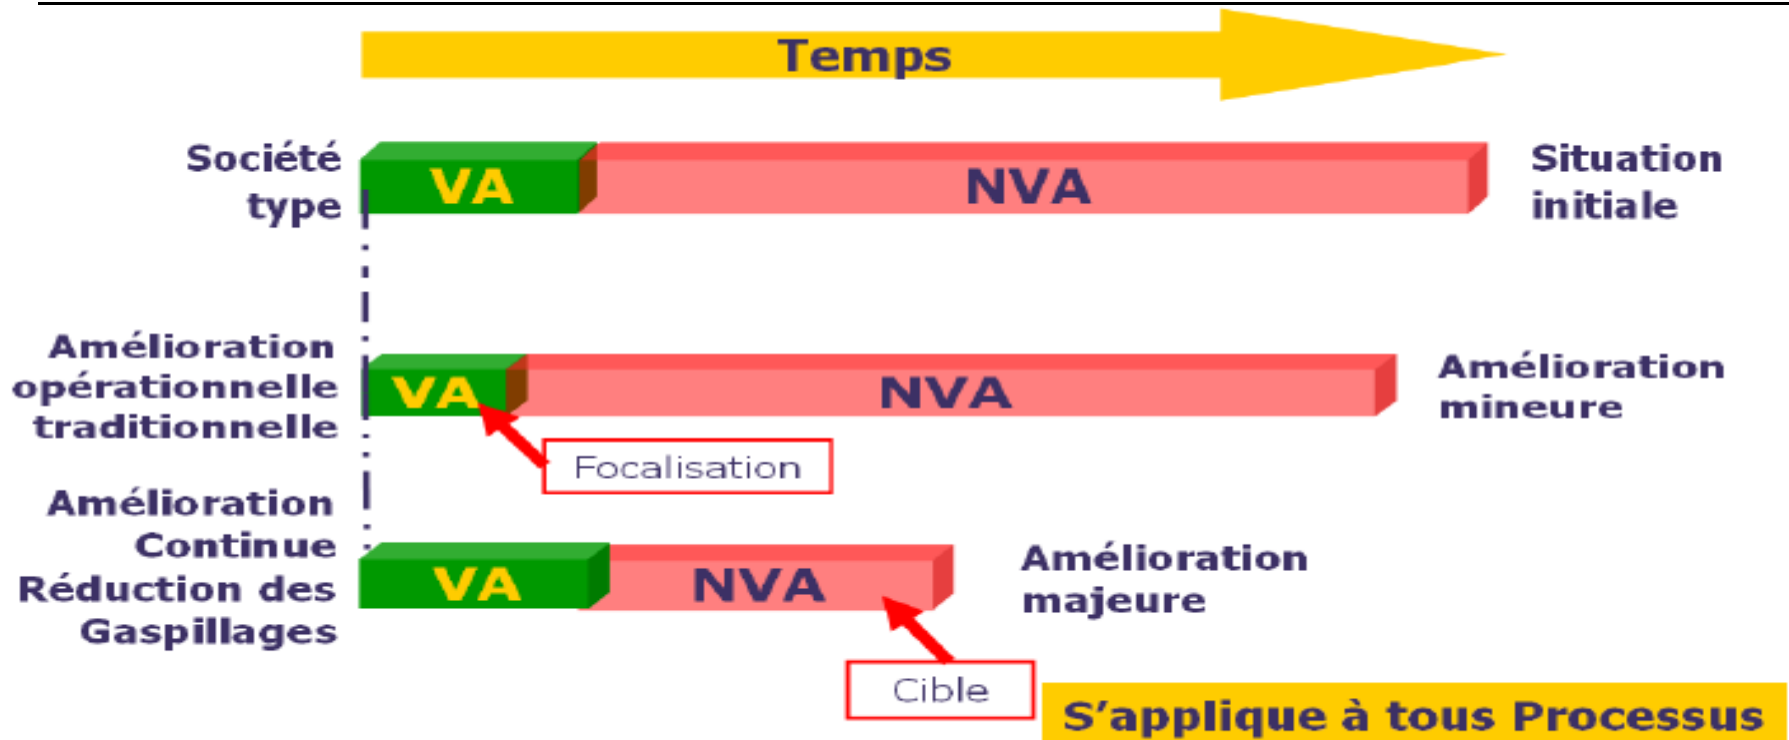 Temps
Société
type
VA
NVA
Situation
initiale
Amélioration
opérationnelle
traditionnelle
VA
NVA
Amélioration
mineure
Focalisation
Amélioration
Continue
Réduction des
Gaspillages
VA
NVA
Amélioration
majeure
Cible
S’applique à tous Processus